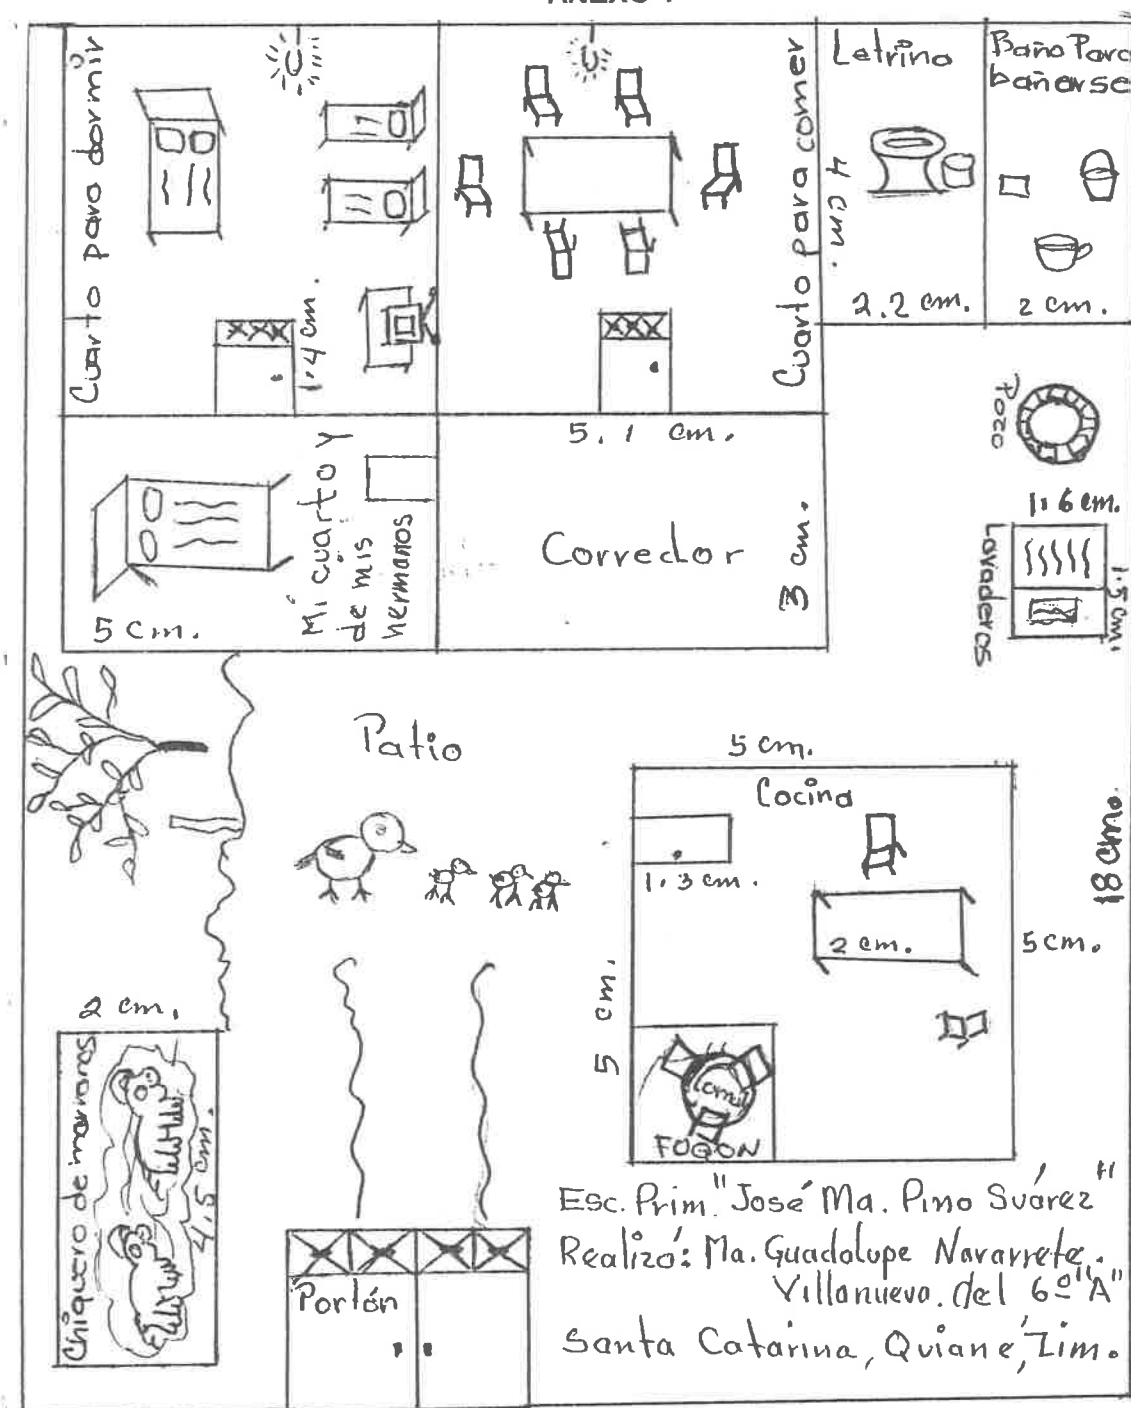 Cuarto para dormir
1.4 cm.
Cuarto para comer
4 cm.
Letrina
2.2 cm.
Baño Para
bañarse
2 cm.
5.1 cm.
Pozo
1.6 cm.
1.5 cm.
Lavaderos
Mi cuarto y
de mis
hermanos
5 cm.
Corredor
3 cm.
Patio
5 cm.
Cocina
1.3 cm.
2 cm.
5 cm.
5 cm.
18 cm.
Comal
FOGON
2 cm.
Chiquero de marranos
4.5 cm.
Portón
Esc. Prim. "José Ma. Pino Suárez"
Realizó: Ma. Guadalupe Navarrete.
Villanueva. del 6º "A"
Santa Catarina, Quiané, Zim.